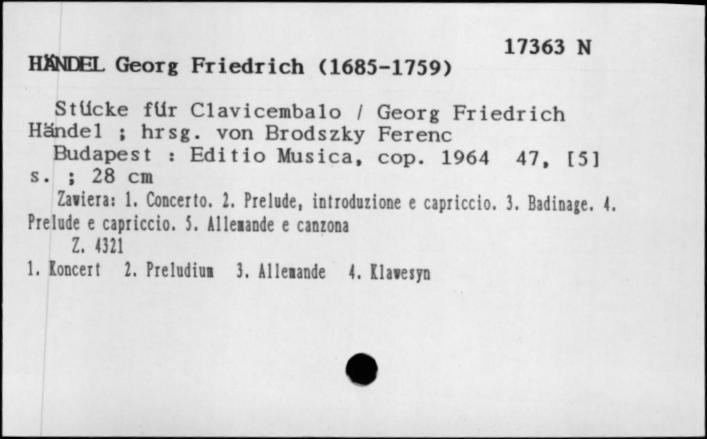 17363 N
HÄNDEL Georg Friedrich (1685-1759)
Stücke für Clavicembalo / Georg Friedrich
Händel ; hrsg. von Brodszky Ferenc
Budapest : Editio Musica, cop. 1964 47, [5]
s. ; 28 cm
Zawiera: 1. Concerto. 2. Prelude, introduzione e capriccio. 3. Badinage. 4.
Prelude e capriccio. 5. Allemande e canzona
Z. 4321
1. Koncert 2. Preludium 3. Allemande 4. Klawesyn